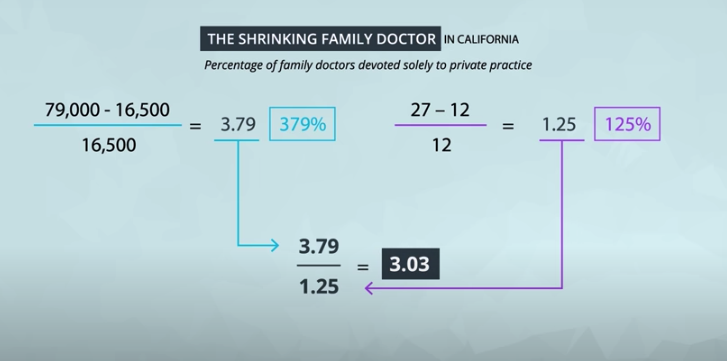 THE SHRINKING FAMILY DOCTOR IN CALIFORNIA
Percentage of family doctors devoted solely to private practice
79,000 - 16,500
16,500
= 3.79 379%
27 – 12
12
= 1.25 125%
3.79
1.25
= 3.03